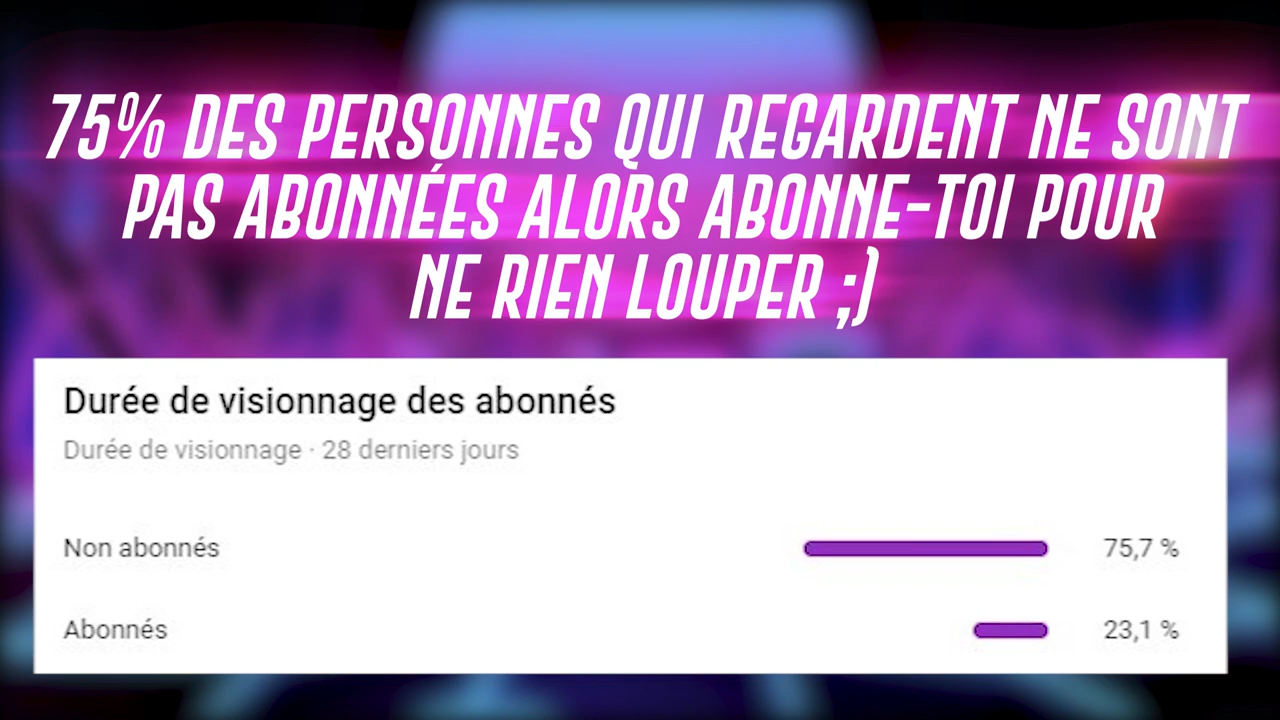 75% DES PERSONNES QUI REGARDENT NE SONT
PAS ABONNÉES ALORS ABONNE-TOI POUR
NE RIEN LOUPER ;)
Durée de visionnage des abonnés
Durée de visionnage · 28 derniers jours
Non abonnés 75,7 %
Abonnés 23,1 %